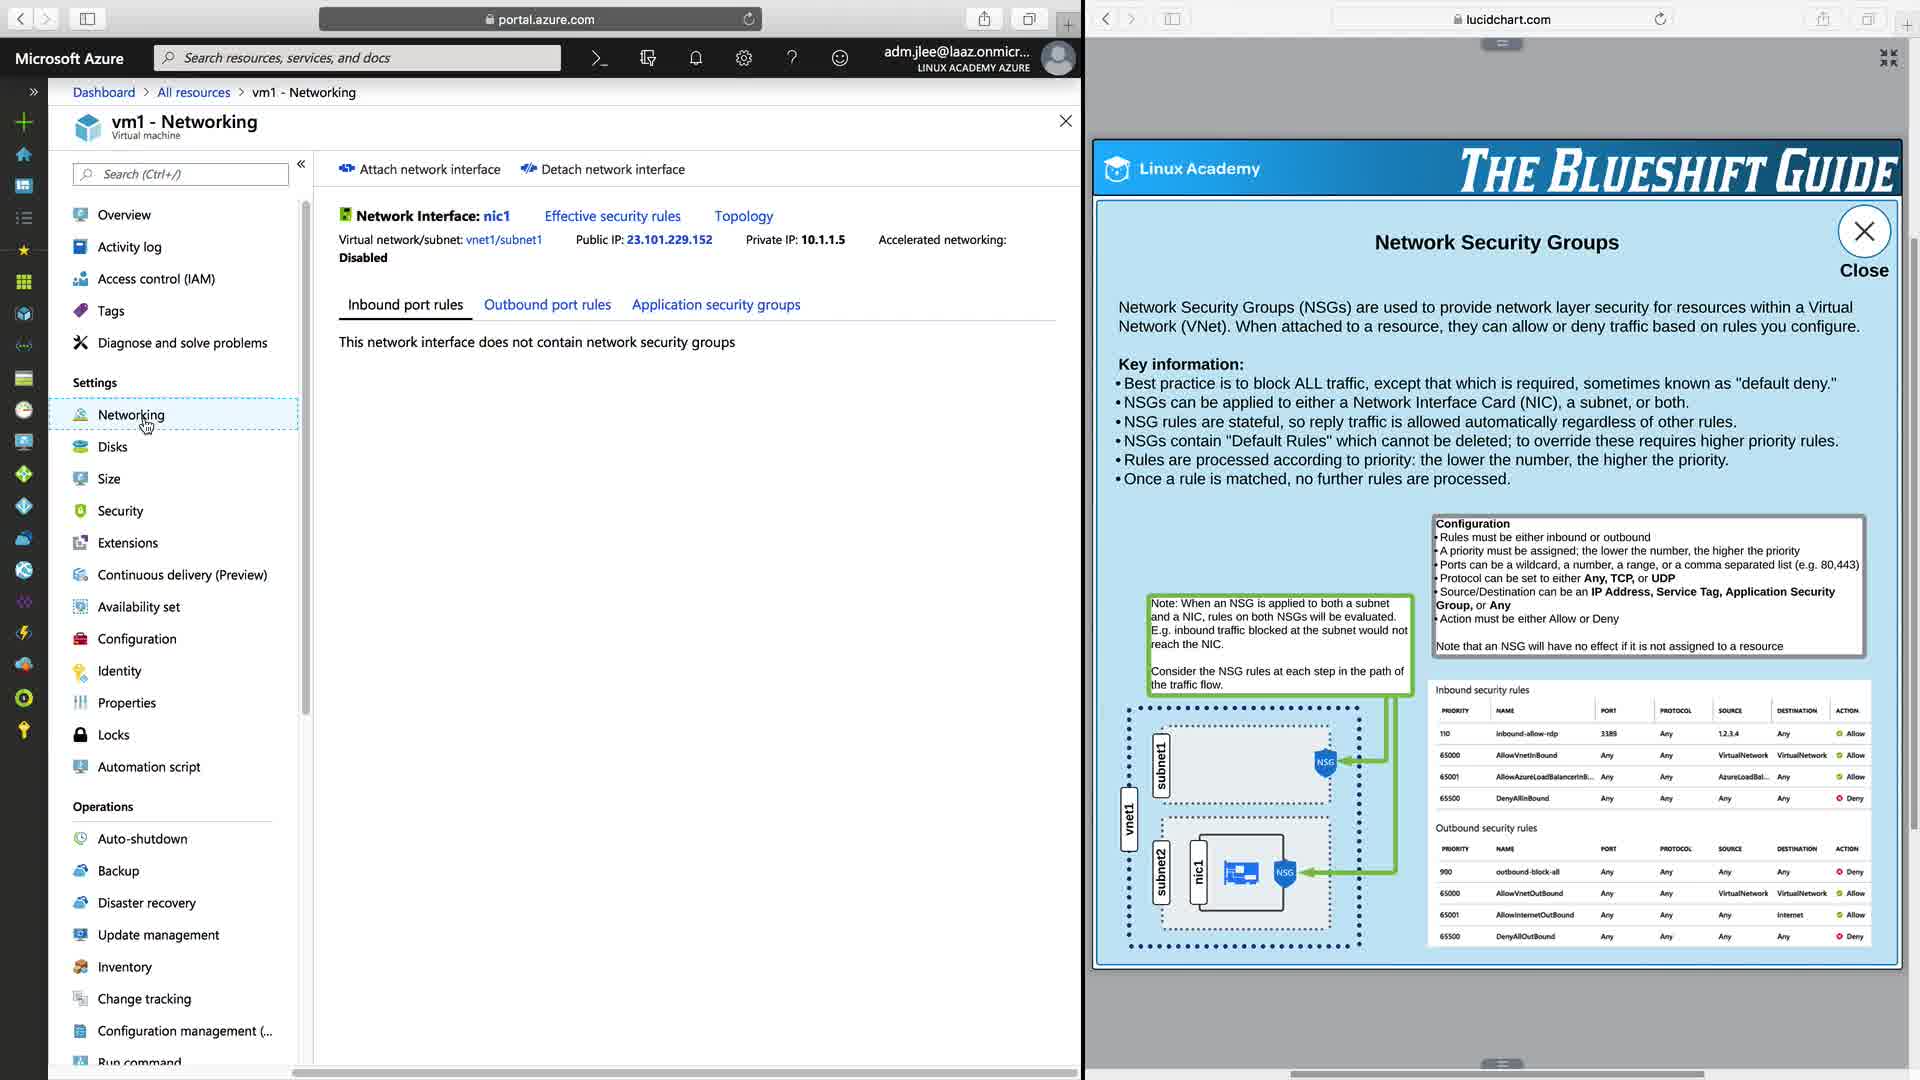 portal.azure.com
Microsoft Azure
Search resources, services, and docs
adm.jlee@laaz.onmicr...
LINUX ACADEMY AZURE
Dashboard > All resources > vm1 - Networking
vm1 - Networking
Virtual machine
Search (Ctrl+/)
Overview
Activity log
Access control (IAM)
Tags
Diagnose and solve problems
Settings
Networking
Disks
Size
Security
Extensions
Continuous delivery (Preview)
Availability set
Configuration
Identity
Properties
Locks
Automation script
Operations
Auto-shutdown
Backup
Disaster recovery
Update management
Inventory
Change tracking
Configuration management (...
Run command
Attach network interface
Detach network interface
Network Interface: nic1
Effective security rules
Topology
Virtual network/subnet: vnet1/subnet1
Public IP: 23.101.229.152
Private IP: 10.1.1.5
Accelerated networking:
Disabled
Inbound port rules
Outbound port rules
Application security groups
This network interface does not contain network security groups
lucidchart.com
Linux Academy
THE BLUESHIFT GUIDE
Network Security Groups
Close
Network Security Groups (NSGs) are used to provide network layer security for resources within a Virtual
Network (VNet). When attached to a resource, they can allow or deny traffic based on rules you configure.
Key information:
• Best practice is to block ALL traffic, except that which is required, sometimes known as "default deny."
• NSGs can be applied to either a Network Interface Card (NIC), a subnet, or both.
• NSG rules are stateful, so reply traffic is allowed automatically regardless of other rules.
• NSGs contain "Default Rules" which cannot be deleted; to override these requires higher priority rules.
• Rules are processed according to priority: the lower the number, the higher the priority.
• Once a rule is matched, no further rules are processed.
Configuration
• Rules must be either inbound or outbound
• A priority must be assigned; the lower the number, the higher the priority
• Ports can be a wildcard, a number, a range, or a comma separated list (e.g. 80,443)
• Protocol can be set to either Any, TCP, or UDP
• Source/Destination can be an IP Address, Service Tag, Application Security
Group, or Any
• Action must be either Allow or Deny
Note that an NSG will have no effect if it is not assigned to a resource
Note: When an NSG is applied to both a subnet
and a NIC, rules on both NSGs will be evaluated.
E.g. inbound traffic blocked at the subnet would not
reach the NIC.
Consider the NSG rules at each step in the path of
the traffic flow.
vnet1
subnet1
NSG
subnet2
nic1
NSG
Inbound security rules
PRIORITY NAME PORT PROTOCOL SOURCE DESTINATION ACTION
110 inbound-allow-rdp 3389 Any 1.2.3.4 Any Allow
65000 AllowVnetInBound Any Any VirtualNetwork VirtualNetwork Allow
65001 AllowAzureLoadBalancerInB... Any Any AzureLoadBal... Any Allow
65500 DenyAllInBound Any Any Any Any Deny
Outbound security rules
PRIORITY NAME PORT PROTOCOL SOURCE DESTINATION ACTION
900 outbound-block-all Any Any Any Any Deny
65000 AllowVnetOutBound Any Any VirtualNetwork VirtualNetwork Allow
65001 AllowInternetOutBound Any Any Any Internet Allow
65500 DenyAllOutBound Any Any Any Any Deny